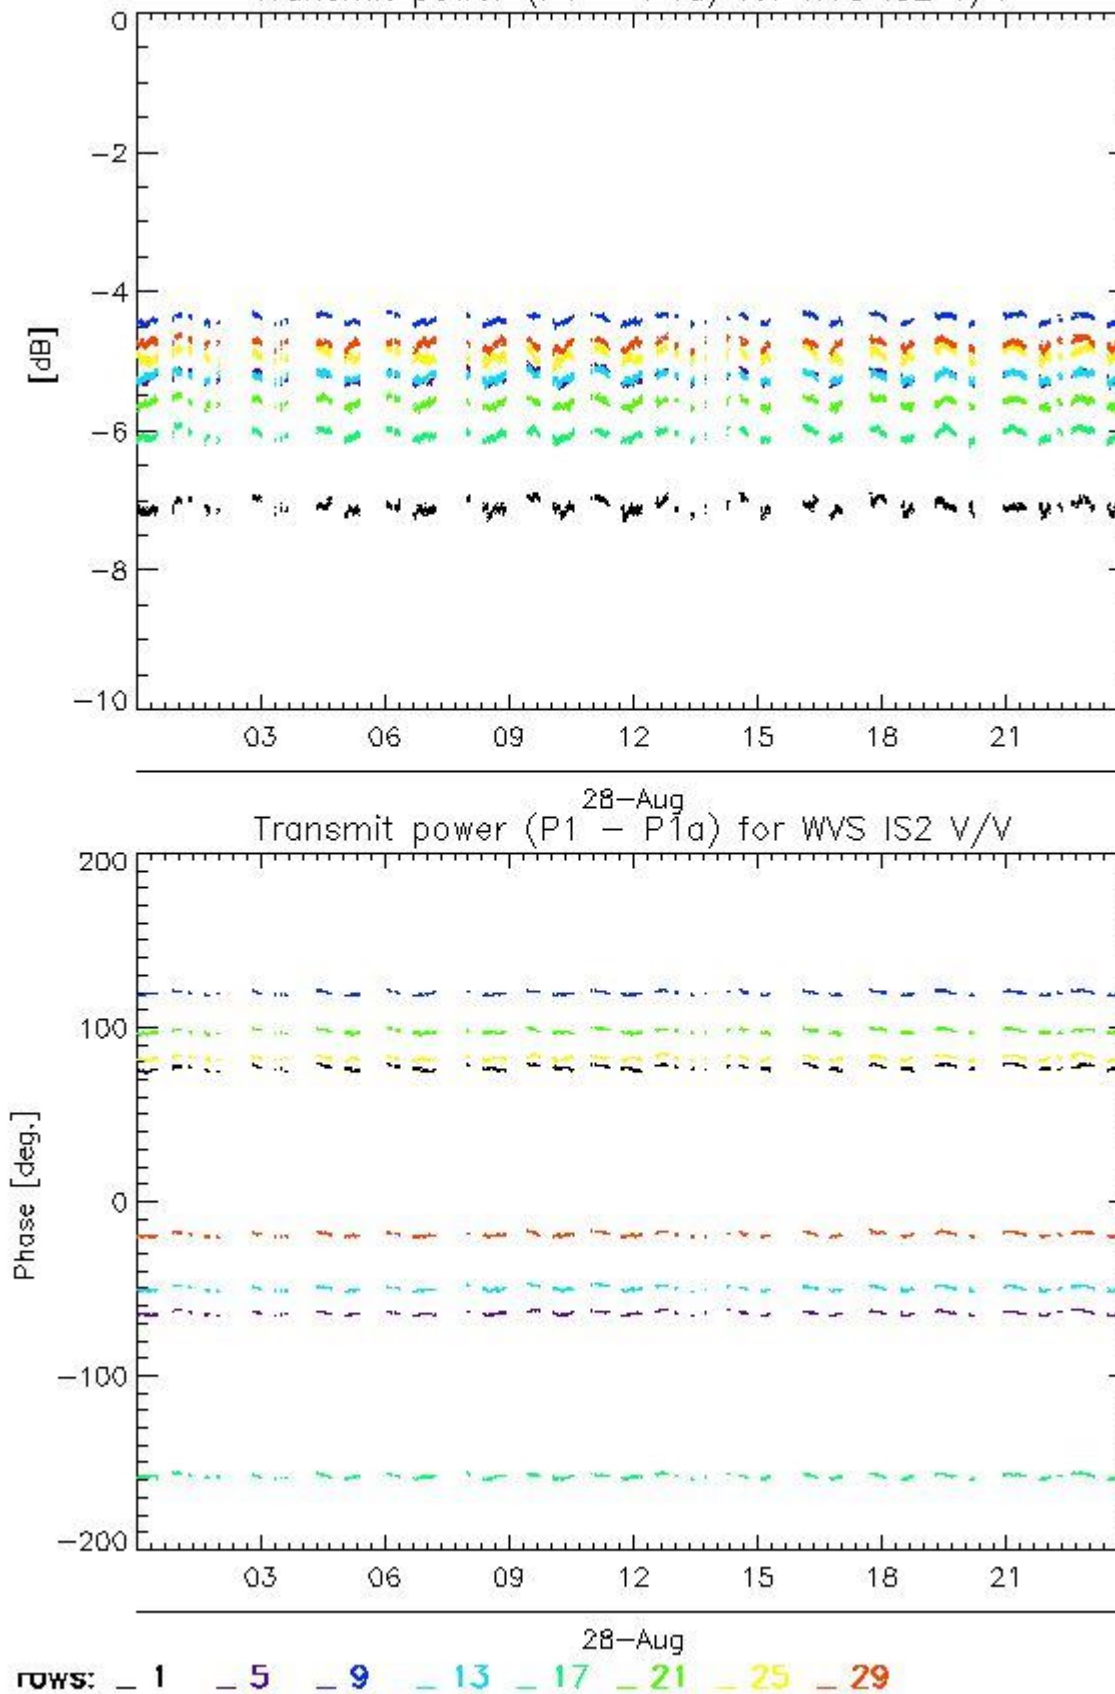 0
−2
−4
[dB]
−6
−8
−10
03 06 09 12 15 18 21
28−Aug
Transmit power (P1 − P1a) for WVS IS2 V/V
200
100
0
Phase [deg.]
−100
−200
03 06 09 12 15 18 21
28−Aug
rows: _ 1 _ 5 _ 9 _ 13 _ 17 _ 21 _ 25 _ 29